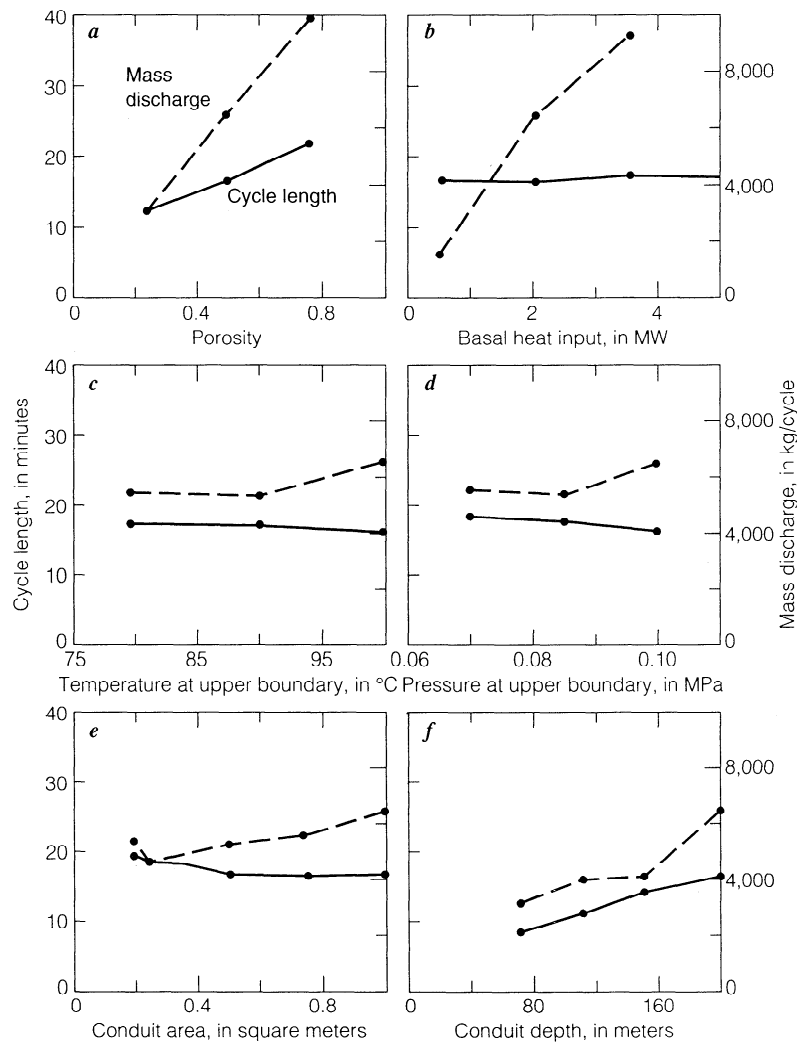 40
30
20
10
0
a
Mass
discharge
Cycle length
0.4
0.8
Porosity
b
8,000
4,000
0
0
2
4
Basal heat input, in MW
40
30
20
10
0
c
75
85
95
Temperature at upper boundary, in °C
d
8,000
4,000
0
0.06
0.08
0.10
Pressure at upper boundary, in MPa
Cycle length, in minutes
Mass discharge, in kg/cycle
40
30
20
10
0
e
0
0.4
0.8
Conduit area, in square meters
f
8,000
4,000
0
0
80
160
Conduit depth, in meters